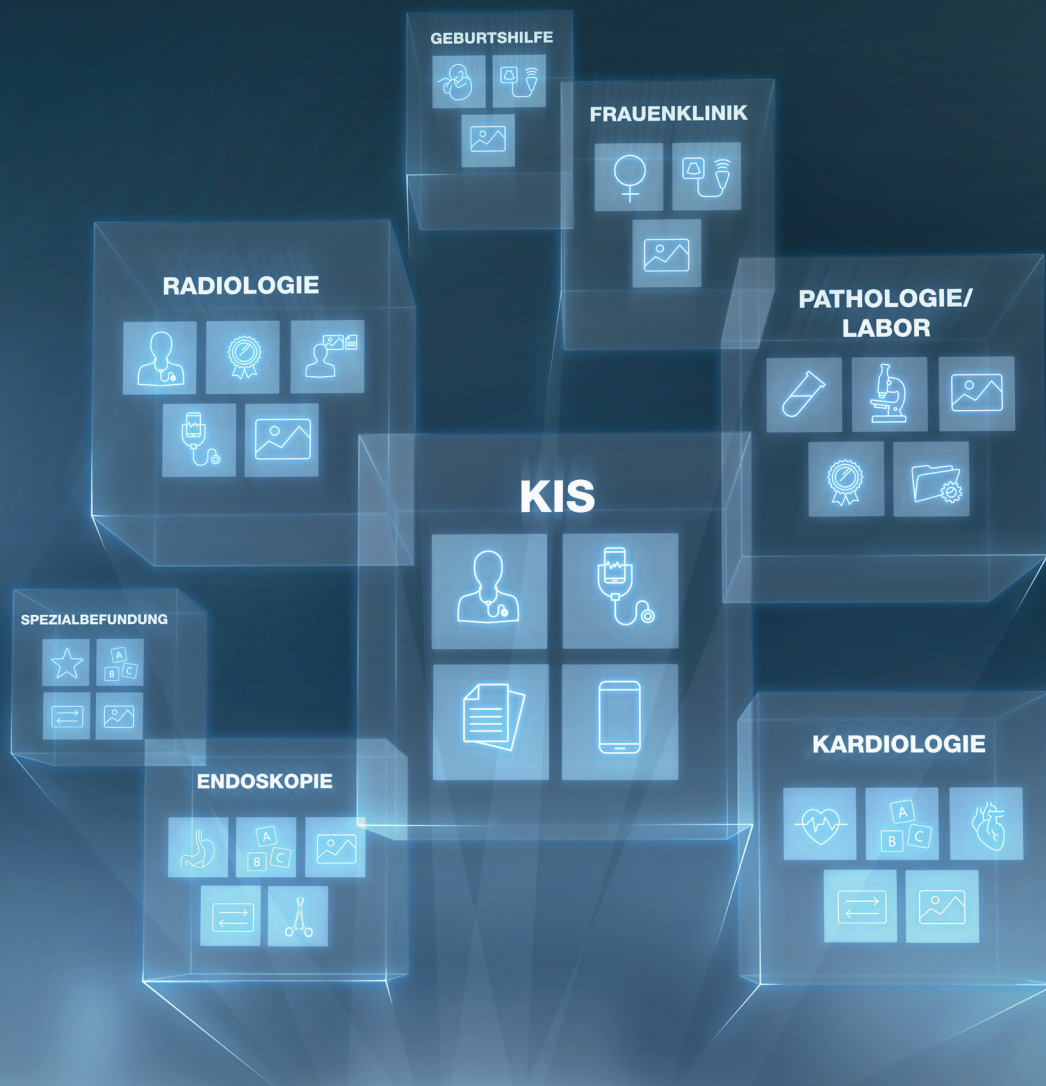 GEBURTSHILFE
FRAUENKLINIK
RADIOLOGIE
PATHOLOGIE/
LABOR
KIS
A
B C
SPEZIALBEFUNDUNG
KARDIOLOGIE
ENDOSKOPIE
A
B C
A
B C